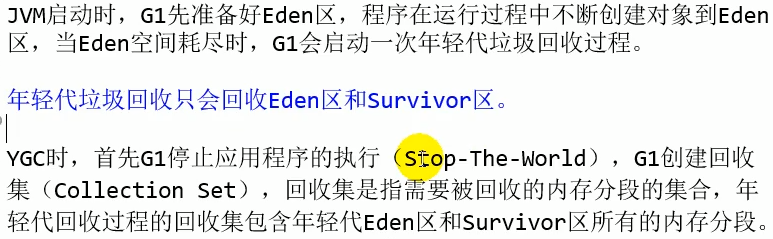 JVM启动时，G1先准备好Eden区，程序在运行过程中不断创建对象到Eden
区，当Eden空间耗尽时，G1会启动一次年轻代垃圾回收过程。
年轻代垃圾回收只会回收Eden区和Survivor区。
YGC时，首先G1停止应用程序的执行（Stop-The-World），G1创建回收
集（Collection Set），回收集是指需要被回收的内存分段的集合，年
轻代回收过程的回收集包含年轻代Eden区和Survivor区所有的内存分段。